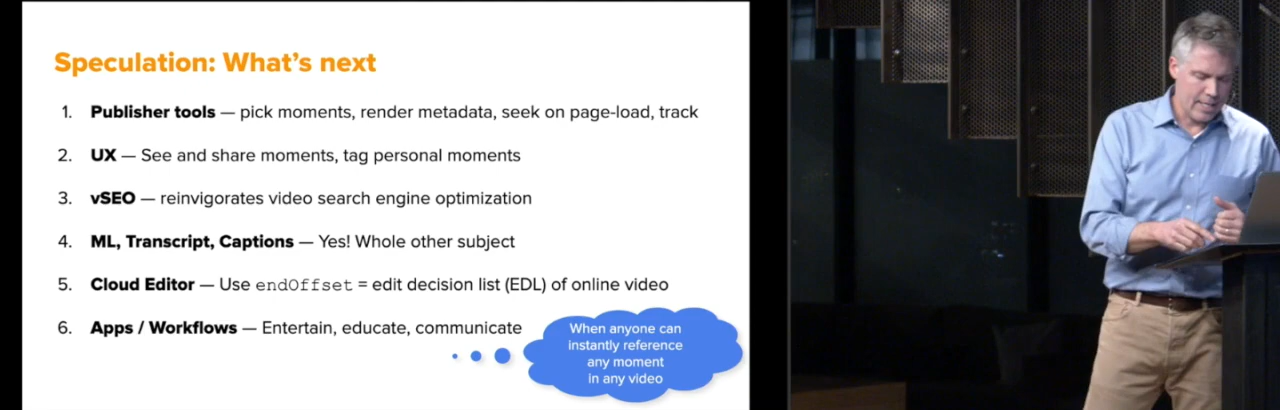 Speculation: What's next
1. Publisher tools — pick moments, render metadata, seek on page-load, track
2. UX — See and share moments, tag personal moments
3. vSEO — reinvigorates video search engine optimization
4. ML, Transcript, Captions — Yes! Whole other subject
5. Cloud Editor — Use endOffset = edit decision list (EDL) of online video
6. Apps / Workflows — Entertain, educate, communicate
When anyone can
instantly reference
any moment
in any video